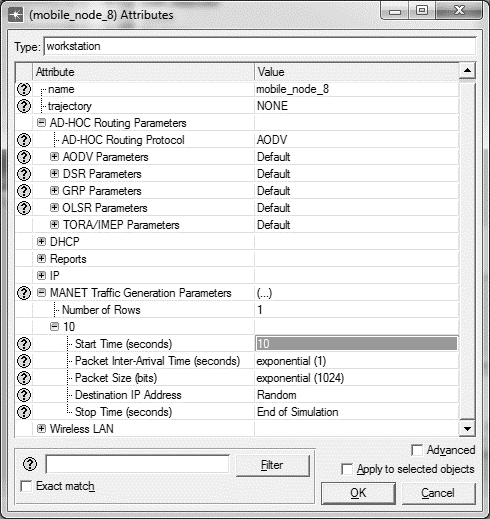 (mobile_node_8) Attributes
Type: workstation
Attribute Value
name mobile_node_8
trajectory NONE
AD-HOC Routing Parameters
AD-HOC Routing Protocol AODV
AODV Parameters Default
DSR Parameters Default
GRP Parameters Default
OLSR Parameters Default
TORA/IMEP Parameters Default
DHCP
Reports
IP
MANET Traffic Generation Parameters (...)
Number of Rows 1
10
Start Time (seconds) 10
Packet Inter-Arrival Time (seconds) exponential (1)
Packet Size (bits) exponential (1024)
Destination IP Address Random
Stop Time (seconds) End of Simulation
Wireless LAN
Advanced
Filter
Apply to selected objects
Exact match
OK Cancel